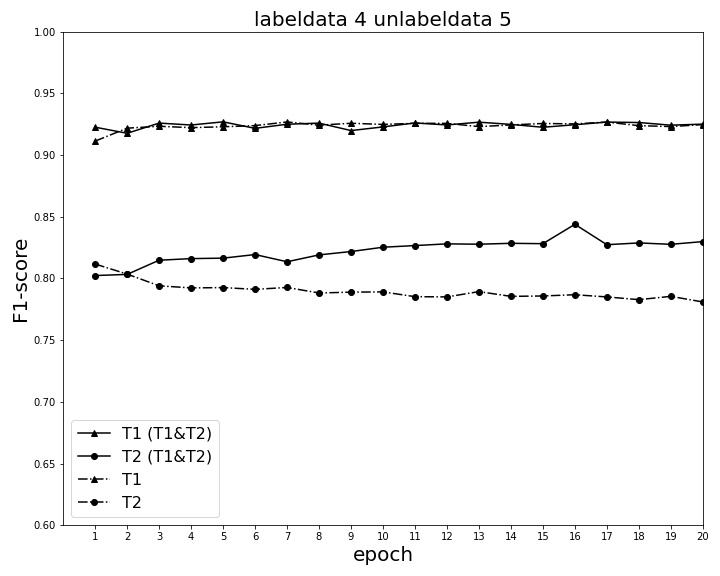 labeldata 4 unlabeldata 5
1.00
0.95
0.90
0.85
0.80
0.75
0.70
0.65
0.60
F1-score
T1 (T1&T2)
T2 (T1&T2)
T1
T2
1 2 3 4 5 6 7 8 9 10 11 12 13 14 15 16 17 18 19 20
epoch